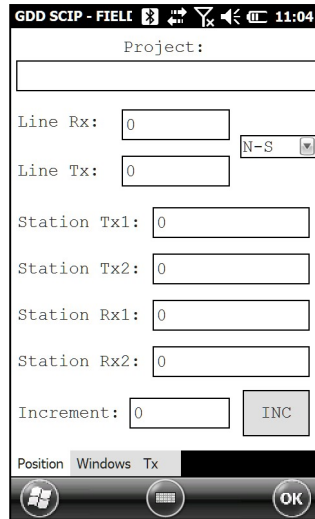 GDD SCIP - FIELD 11:04
Project:
Line Rx: 0
N-S
Line Tx: 0
Station Tx1: 0
Station Tx2: 0
Station Rx1: 0
Station Rx2: 0
Increment: 0 INC
Position Windows Tx
OK